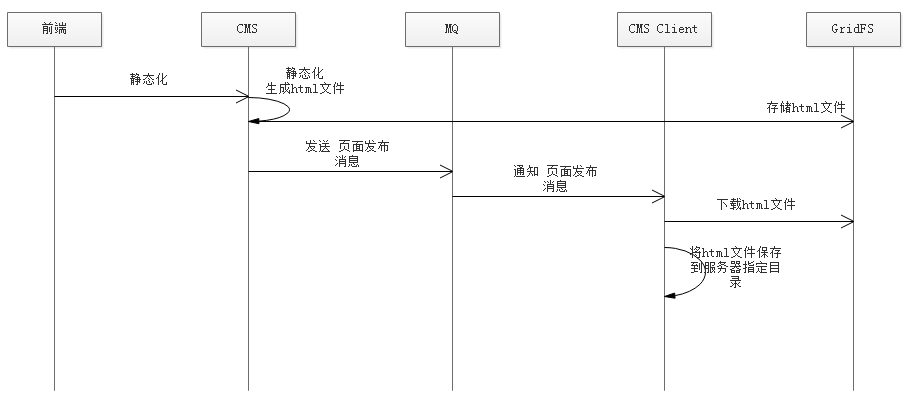 前端
CMS
MQ
CMS Client
GridFS
静态化
静态化
生成html文件
存储html文件
发送 页面发布
消息
通知 页面发布
消息
下载html文件
将html文件保存
到服务器指定目
录